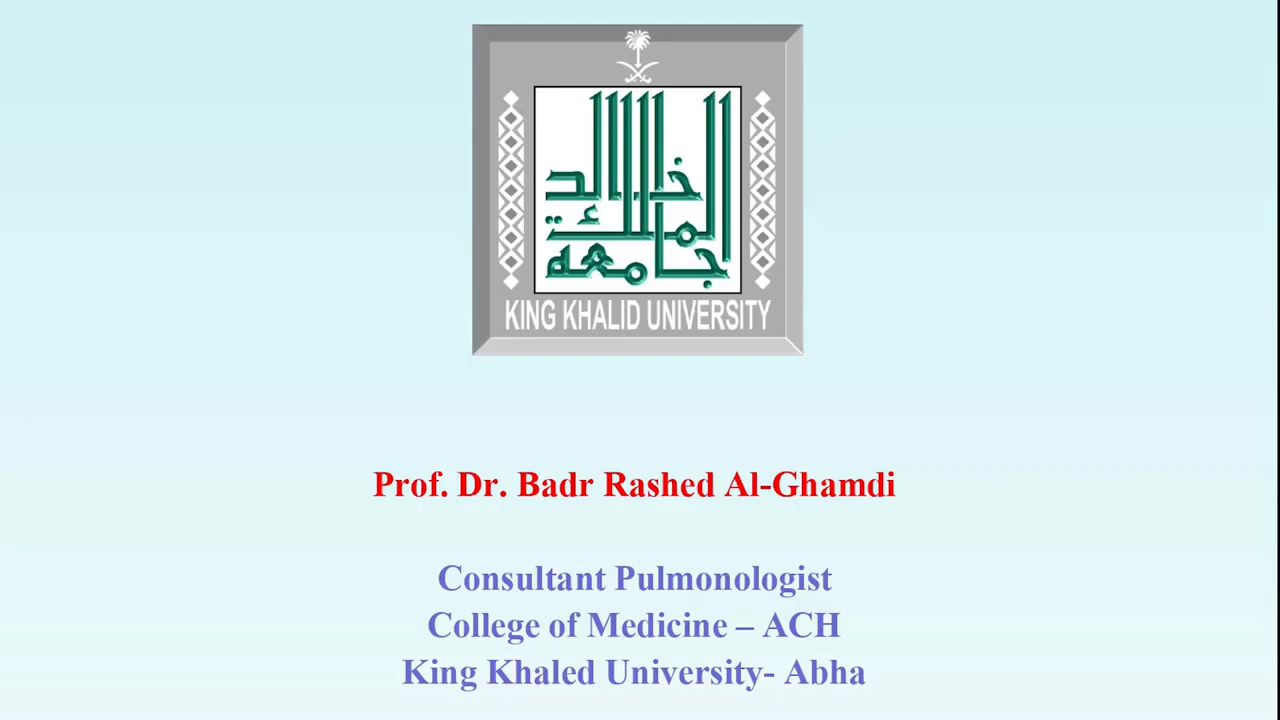 خالد
الملك
جامعه
KING KHALID UNIVERSITY
Prof. Dr. Badr Rashed Al-Ghamdi
Consultant Pulmonologist
College of Medicine – ACH
King Khaled University- Abha